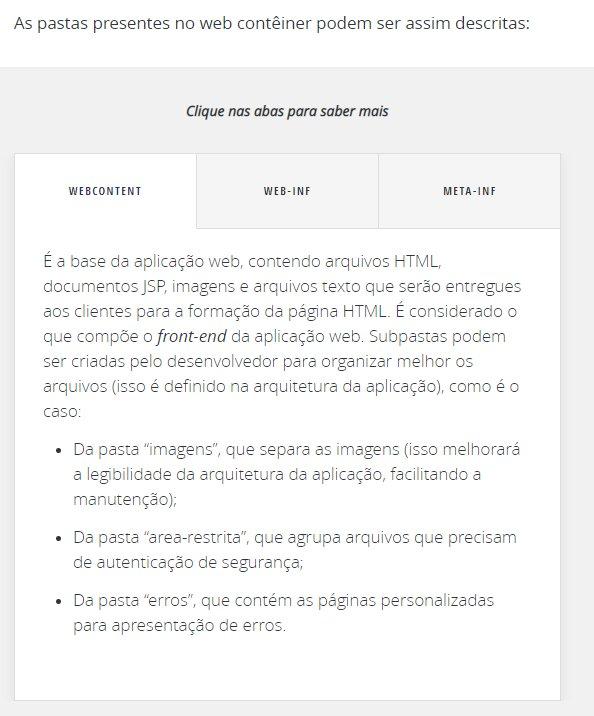 As pastas presentes no web contêiner podem ser assim descritas:
Clique nas abas para saber mais
WEBCONTENT
WEB-INF
META-INF
É a base da aplicação web, contendo arquivos HTML,
documentos JSP, imagens e arquivos texto que serão entregues
aos clientes para a formação da página HTML. É considerado o
que compõe o front-end da aplicação web. Subpastas podem
ser criadas pelo desenvolvedor para organizar melhor os
arquivos (isso é definido na arquitetura da aplicação), como é o
caso:
• Da pasta “imagens”, que separa as imagens (isso melhorará
a legibilidade da arquitetura da aplicação, facilitando a
manutenção);
• Da pasta “area-restrita”, que agrupa arquivos que precisam
de autenticação de segurança;
• Da pasta “erros”, que contém as páginas personalizadas
para apresentação de erros.